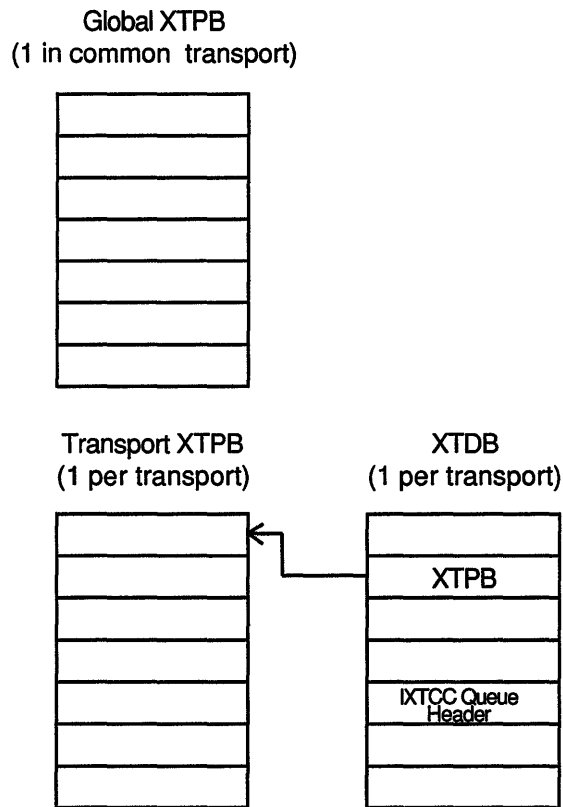 Global XTPB
(1 in common transport)
Transport XTPB
(1 per transport)
XTDB
(1 per transport)
XTPB
IXTCC Queue
Header